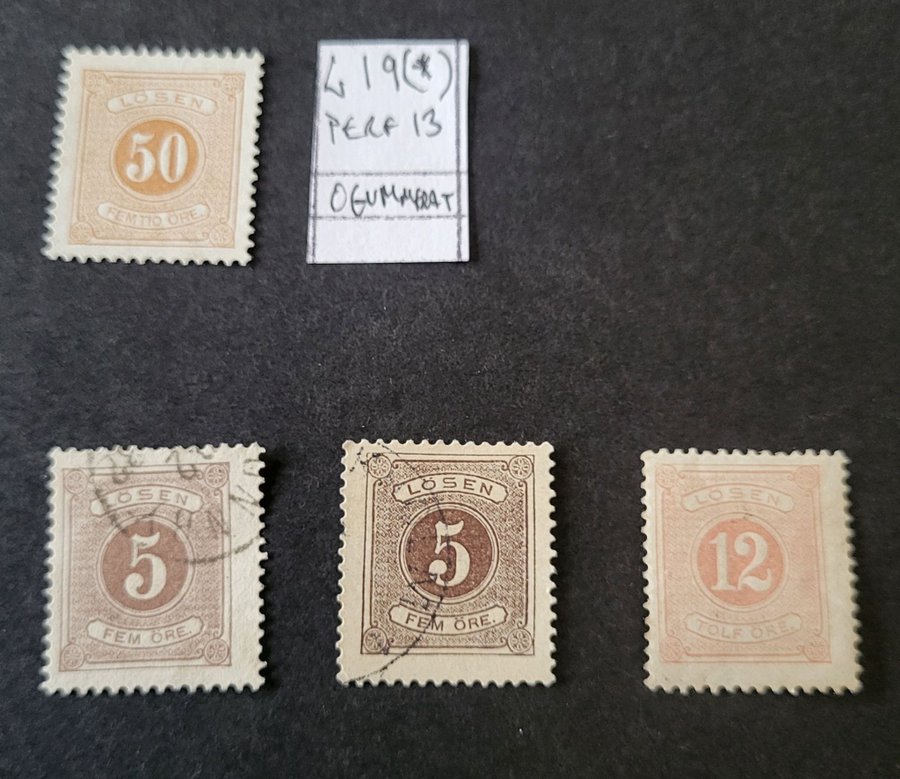 LÖSEN
50
FEMTIO ÖRE.
L 19 (*)
PERF 13
OGUMMERAT
LÖSEN
5
FEM ÖRE.
LÖSEN
5
FEM ÖRE.
LÖSEN
12
TOLF ÖRE.